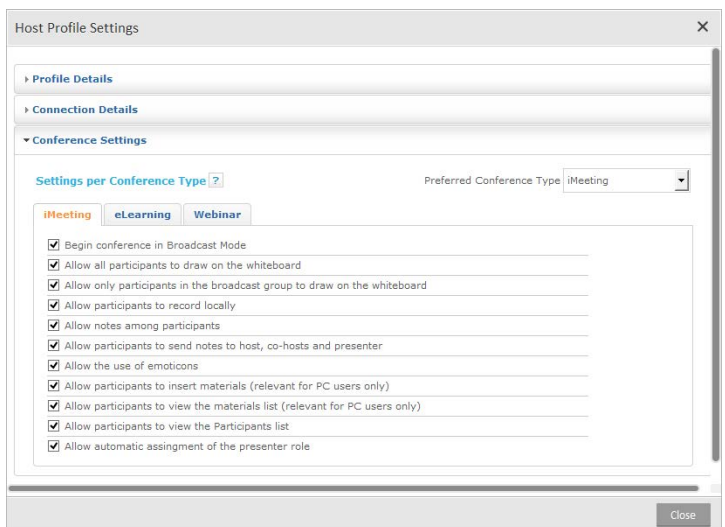 Host Profile Settings
Profile Details
Connection Details
Conference Settings
Settings per Conference Type ? Preferred Conference Type iMeeting
iMeeting eLearning Webinar
Begin conference in Broadcast Mode
Allow all participants to draw on the whiteboard
Allow only participants in the broadcast group to draw on the whiteboard
Allow participants to record locally
Allow notes among participants
Allow participants to send notes to host, co-hosts and presenter
Allow the use of emoticons
Allow participants to insert materials (relevant for PC users only)
Allow participants to view the materials list (relevant for PC users only)
Allow participants to view the Participants list
Allow automatic assingment of the presenter role
Close